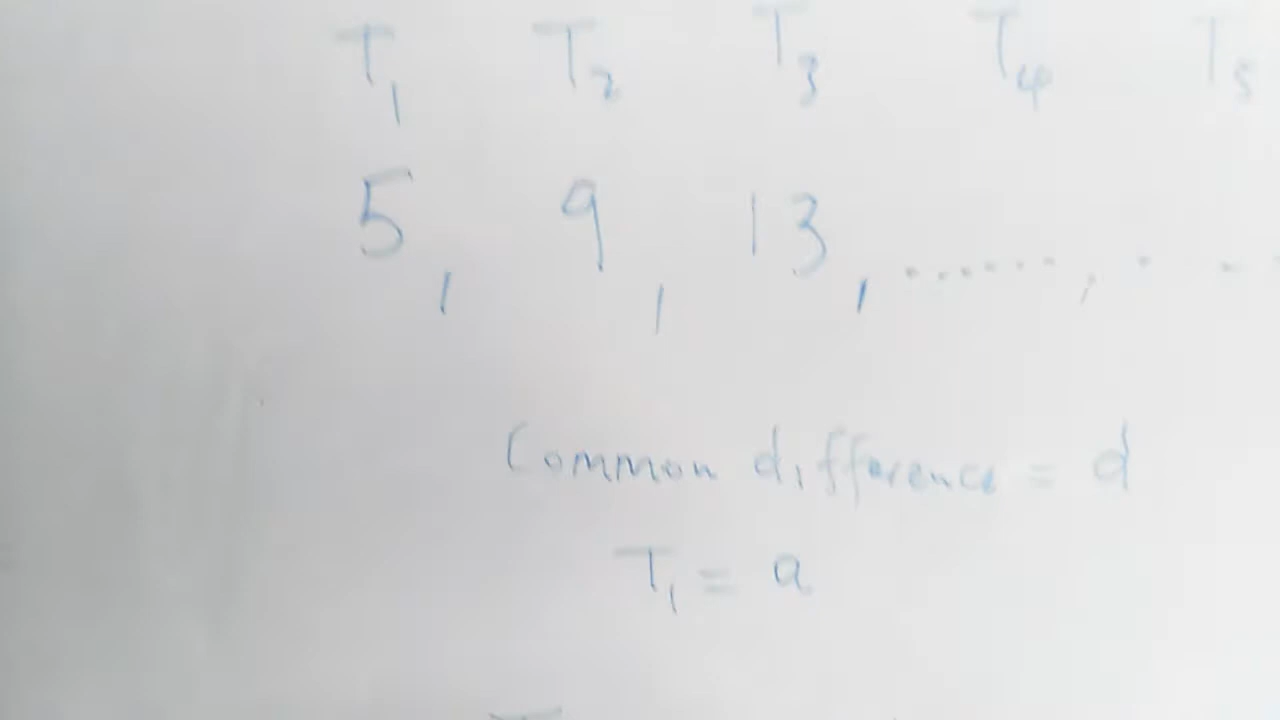 T1 T2 T3 T4 T5
5, 9, 13, ......, . - -
Common difference = d
T1 = a